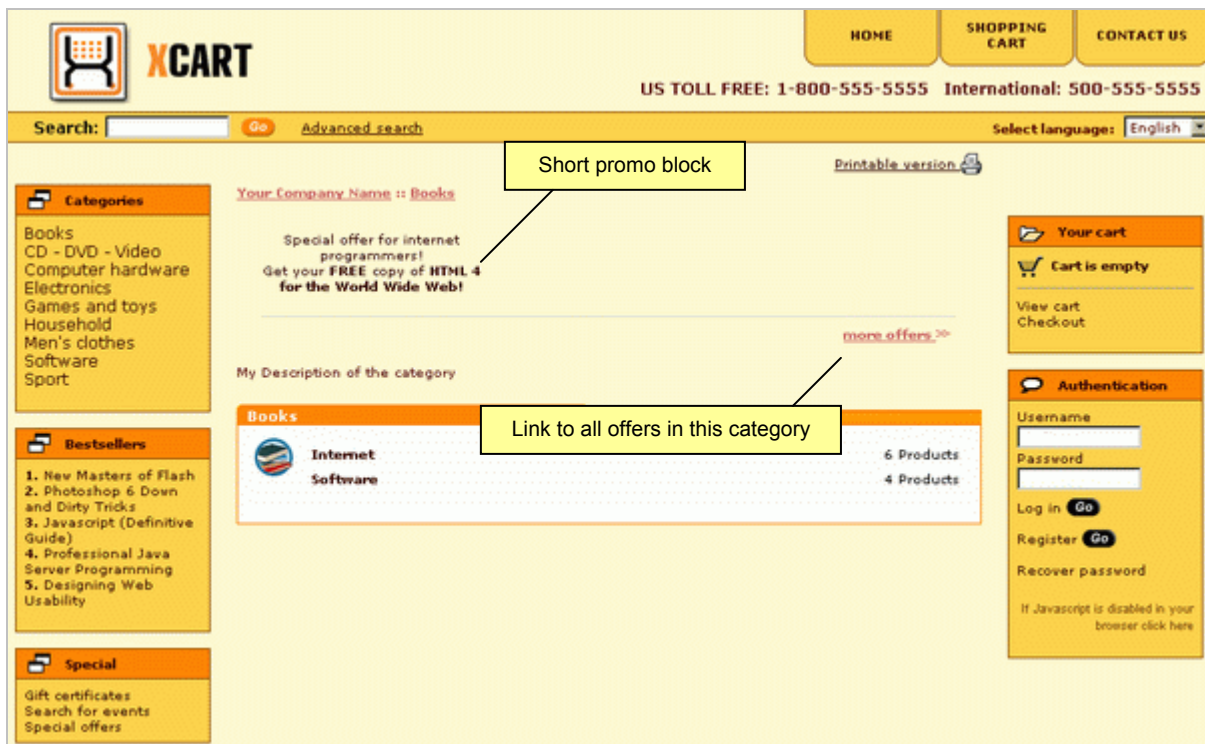 XCART
HOME
SHOPPING
CART
CONTACT US
US TOLL FREE: 1-800-555-5555 International: 500-555-5555
Search:
Go
Advanced search
Select language: English
Short promo block
Printable version
Categories
Books
CD - DVD - Video
Computer hardware
Electronics
Games and toys
Household
Men's clothes
Software
Sport
Bestsellers
1. New Masters of Flash
2. Photoshop 6 Down
and Dirty Tricks
3. Javascript (Definitive
Guide)
4. Professional Java
Server Programming
5. Designing Web
Usability
Special
Gift certificates
Search for events
Special offers
Your Company Name :: Books
Special offer for internet
programmers!
Get your FREE copy of HTML 4
for the World Wide Web!
more offers >>
My Description of the category
Link to all offers in this category
Books
Internet 6 Products
Software 4 Products
Your cart
Cart is empty
View cart
Checkout
Authentication
Username
Password
Log in Go
Register Go
Recover password
If Javascript is disabled in your
browser click here